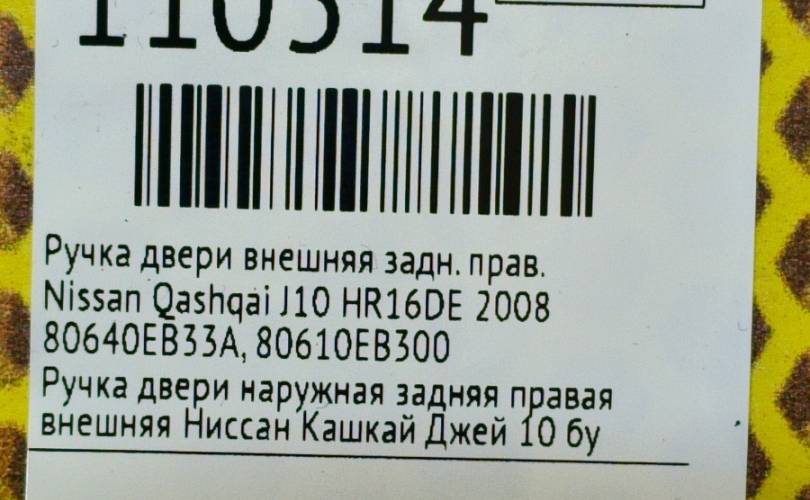 110314
Ручка двери внешняя задн. прав.
Nissan Qashqai J10 HR16DE 2008
80640EB33A, 80610EB300
Ручка двери наружная задняя правая
внешняя Ниссан Кашкай Джей 10 бу